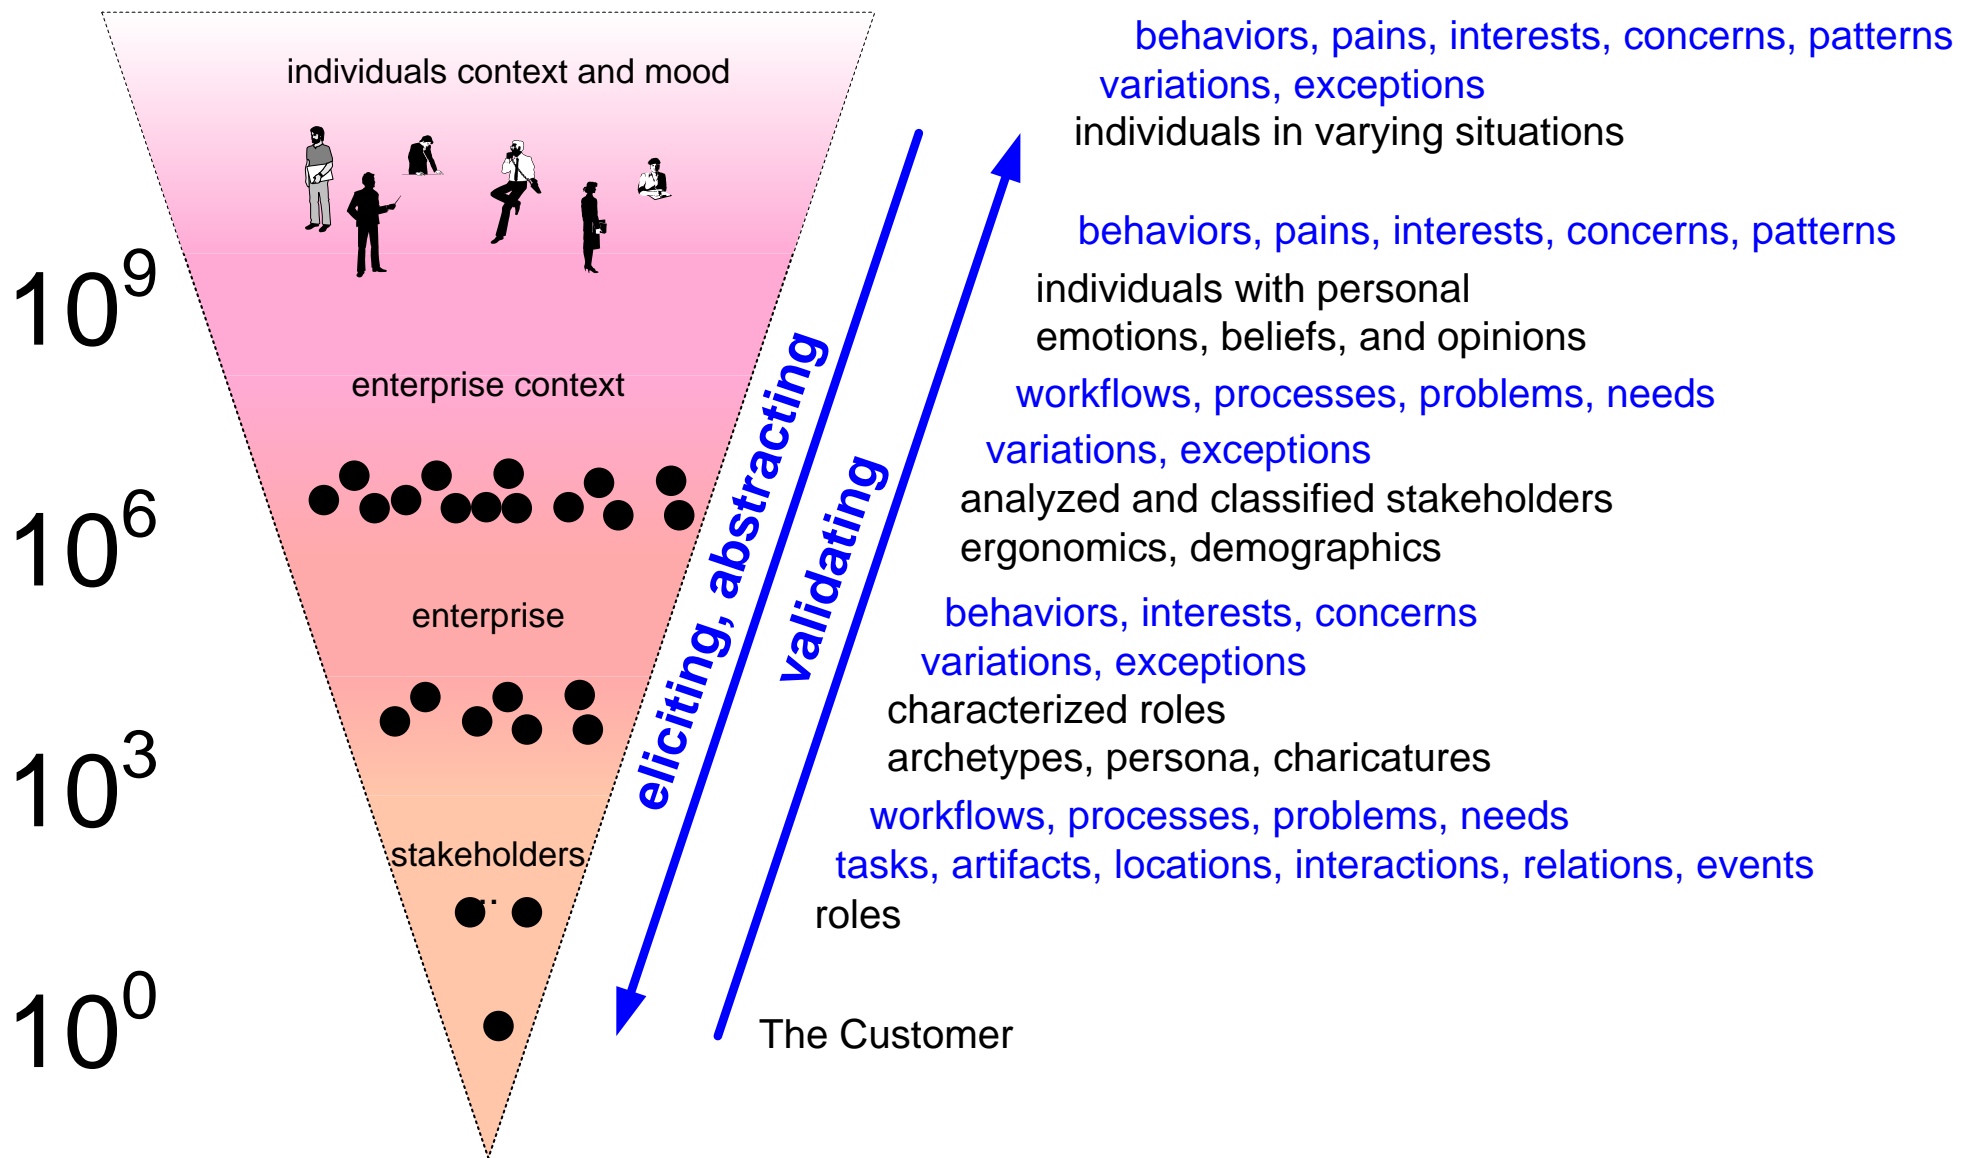 behaviors, pains, interests, concerns, patterns
individuals context and mood
variations, exceptions
individuals in varying situations
behaviors, pains, interests, concerns, patterns
10^9
individuals with personal
emotions, beliefs, and opinions
enterprise context
workflows, processes, problems, needs
variations, exceptions
10^6
analyzed and classified stakeholders
ergonomics, demographics
eliciting, abstracting
validating
enterprise
behaviors, interests, concerns
variations, exceptions
characterized roles
10^3
archetypes, persona, charicatures
workflows, processes, problems, needs
stakeholders
tasks, artifacts, locations, interactions, relations, events
..
roles
10^0
The Customer